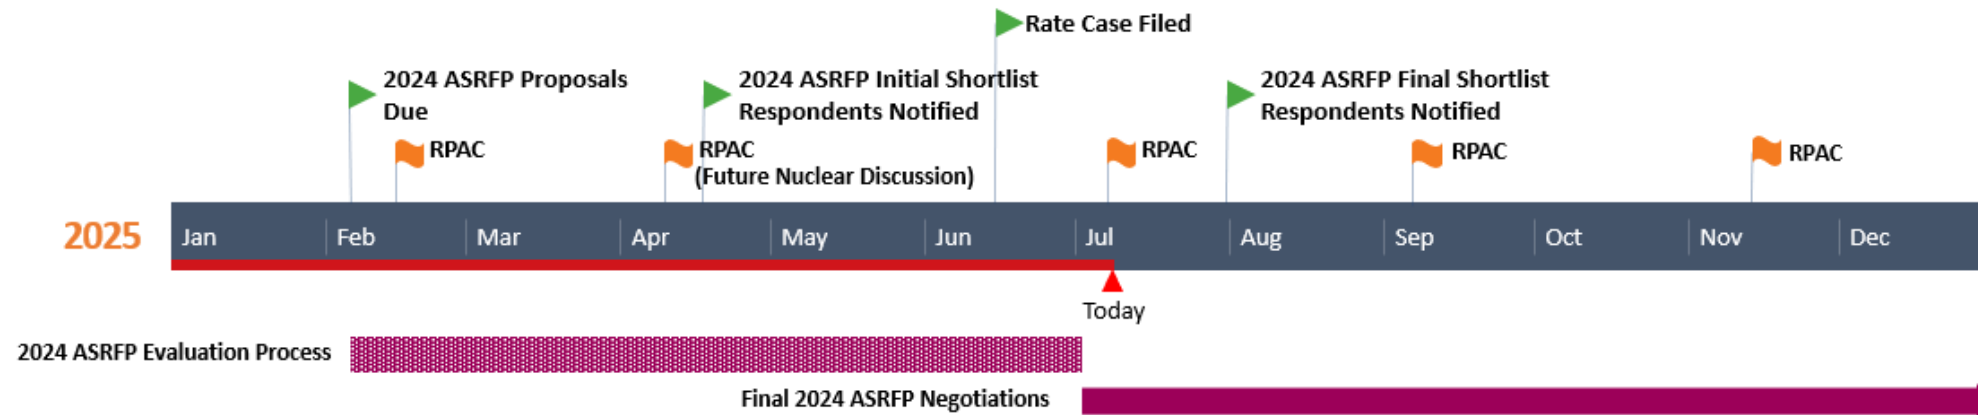 Rate Case Filed
2024 ASRFP Proposals
Due
2024 ASRFP Initial Shortlist
Respondents Notified
2024 ASRFP Final Shortlist
Respondents Notified
RPAC
RPAC
(Future Nuclear Discussion)
RPAC
RPAC
RPAC
2025
Jan
Feb
Mar
Apr
May
Jun
Jul
Aug
Sep
Oct
Nov
Dec
Today
2024 ASRFP Evaluation Process
Final 2024 ASRFP Negotiations